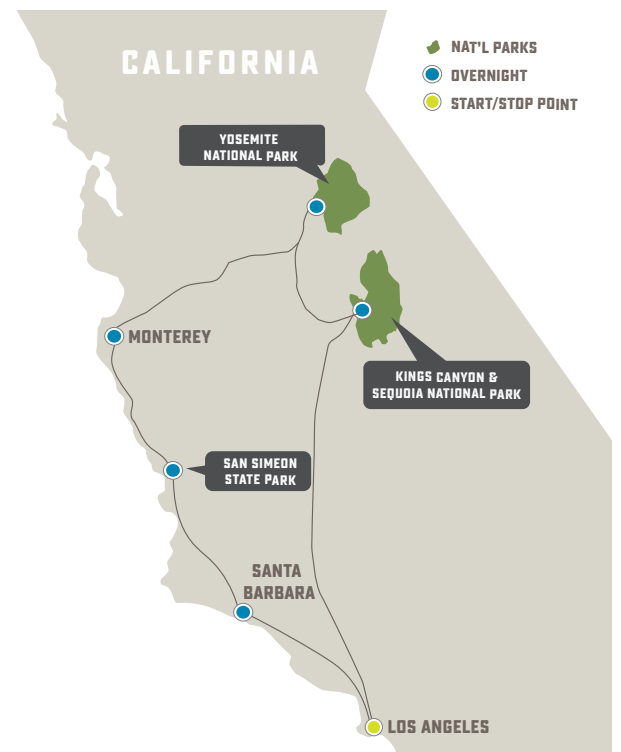 CALIFORNIA
NAT'L PARKS
OVERNIGHT
START/STOP POINT
YOSEMITE
NATIONAL PARK
MONTEREY
KINGS CANYON &
SEQUOIA NATIONAL PARK
SAN SIMEON
STATE PARK
SANTA
BARBARA
LOS ANGELES